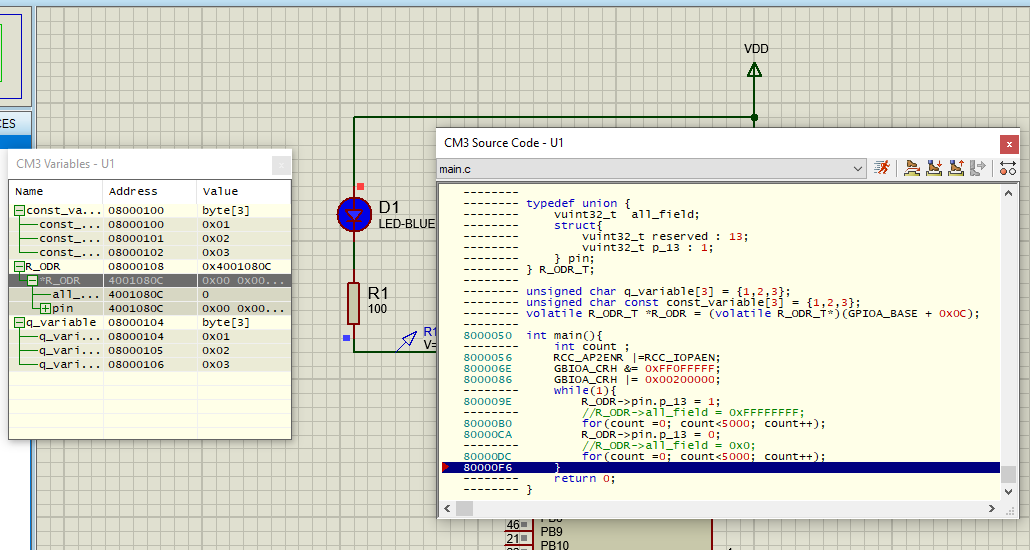 VDD
CES
D1
LED-BLUE
R1
100
R1
V=
CM3 Variables - U1
Name Address Value
const_va... 08000100 byte[3]
const_... 08000100 0x01
const_... 08000101 0x02
const_... 08000102 0x03
R_ODR 08000108 0x4001080C
*R_ODR 4001080C 0x00 0x00...
all_... 4001080C 0
pin 4001080C 0x00 0x00...
q_variable 08000104 byte[3]
q_vari... 08000104 0x01
q_vari... 08000105 0x02
q_vari... 08000106 0x03
CM3 Source Code - U1
main.c
--------
-------- typedef union {
-------- vuint32_t all_field;
-------- struct{
-------- vuint32_t reserved : 13;
-------- vuint32_t p_13 : 1;
-------- } pin;
-------- } R_ODR_T;
--------
-------- unsigned char q_variable[3] = {1,2,3};
-------- unsigned char const const_variable[3] = {1,2,3};
-------- volatile R_ODR_T *R_ODR = (volatile R_ODR_T*)(GPIOA_BASE + 0x0C);
--------
8000050 int main(){
-------- int count ;
8000056 RCC_AP2ENR |=RCC_IOPAEN;
800006E GBIOA_CRH &= 0xFF0FFFFF;
8000086 GBIOA_CRH |= 0x00200000;
-------- while(1){
800009E R_ODR->pin.p_13 = 1;
-------- //R_ODR->all_field = 0xFFFFFFFF;
80000B0 for(count =0; count<5000; count++);
80000CA R_ODR->pin.p_13 = 0;
-------- //R_ODR->all_field = 0x0;
80000DC for(count =0; count<5000; count++);
80000F6 }
-------- return 0;
-------- }
46
21
PB9
PB10